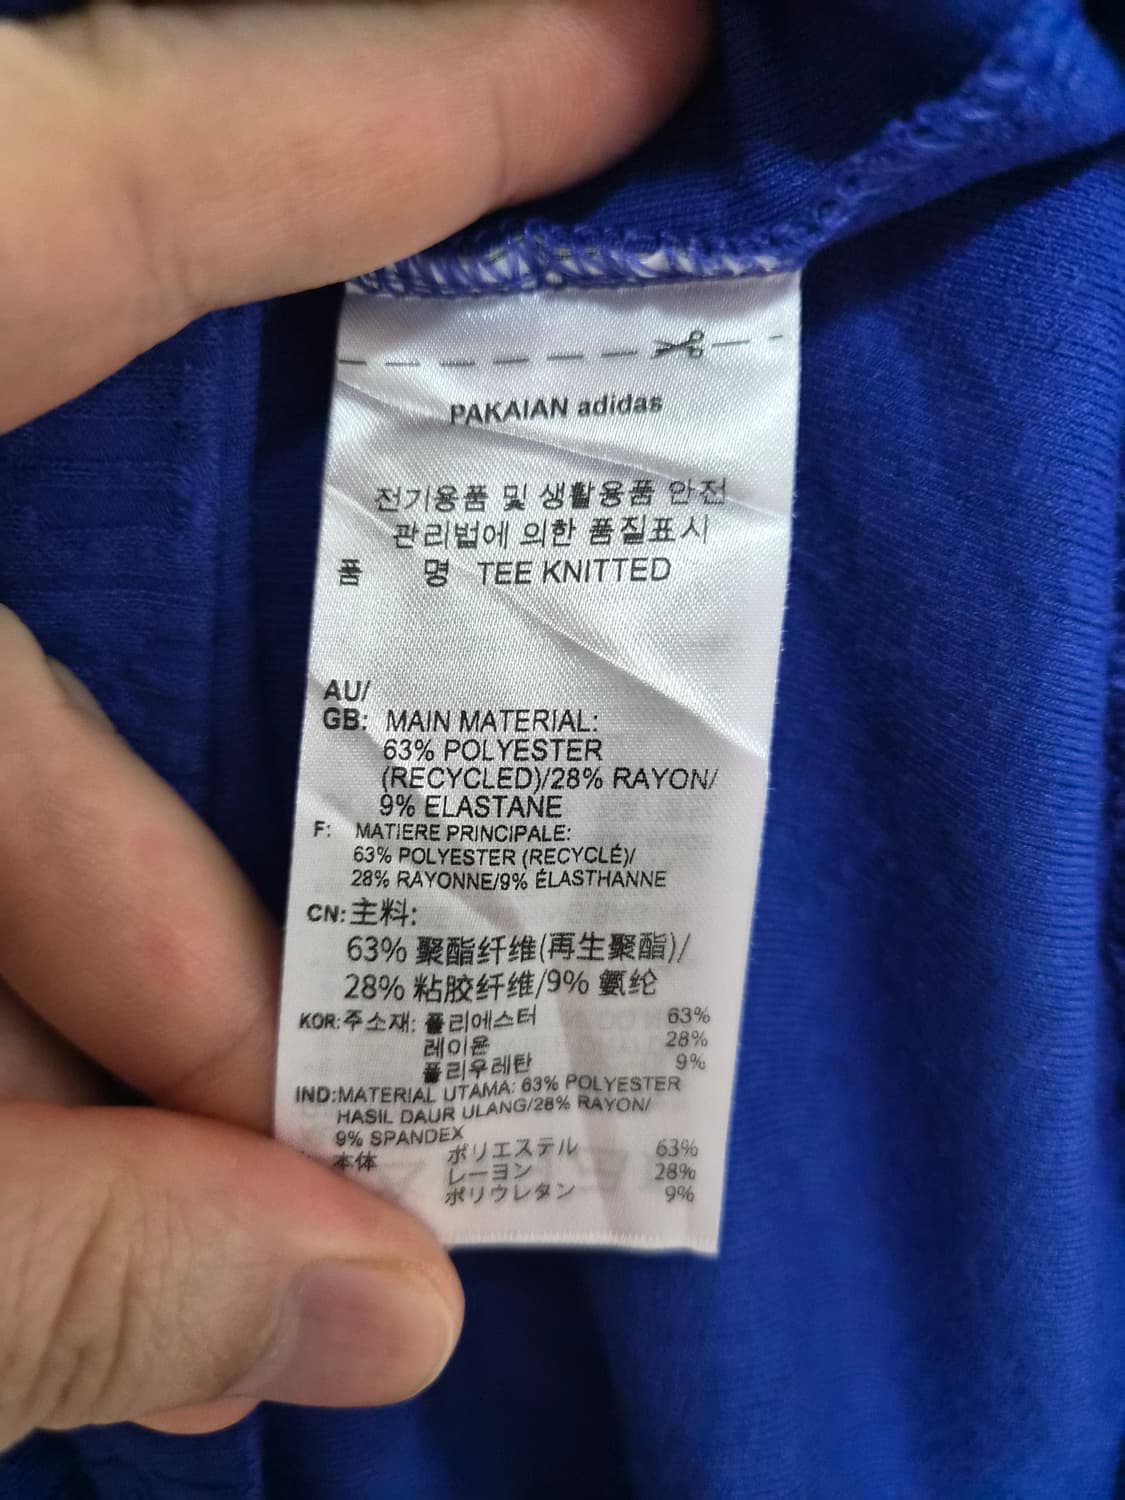 PAKAIAN adidas
전기용품 및 생활용품 안전
관리법에 의한 품질표시
품 명 TEE KNITTED
AU/
GB: MAIN MATERIAL:
63% POLYESTER
(RECYCLED)/28% RAYON/
9% ELASTANE
F: MATIERE PRINCIPALE:
63% POLYESTER (RECYCLÉ)/
28% RAYONNE/9% ÉLASTHANNE
CN: 主料:
63% 聚酯纤维(再生聚酯)/
28% 粘胶纤维/9% 氨纶
KOR: 주소재: 폴리에스터 63%
레이온 28%
폴리우레탄 9%
IND: MATERIAL UTAMA: 63% POLYESTER
HASIL DAUR ULANG/28% RAYON/
9% SPANDEX
本体 ポリエステル 63%
レーヨン 28%
ポリウレタン 9%